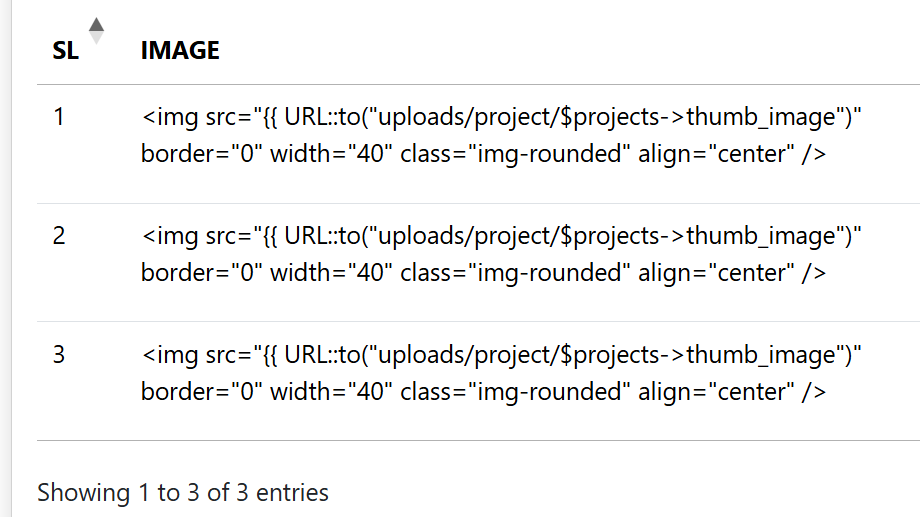 SL IMAGE
1 <img src="{{ URL::to("uploads/project/$projects->thumb_image")"
border="0" width="40" class="img-rounded" align="center" />
2 <img src="{{ URL::to("uploads/project/$projects->thumb_image")"
border="0" width="40" class="img-rounded" align="center" />
3 <img src="{{ URL::to("uploads/project/$projects->thumb_image")"
border="0" width="40" class="img-rounded" align="center" />
Showing 1 to 3 of 3 entries